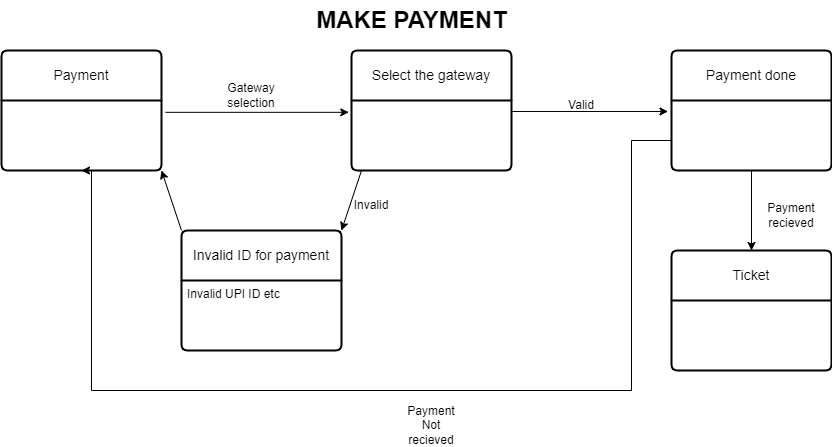 MAKE PAYMENT
Payment
Gateway
selection
Select the gateway
Valid
Payment done
Invalid
Payment
recieved
Invalid ID for payment
Invalid UPI ID etc
Ticket
Payment
Not
recieved